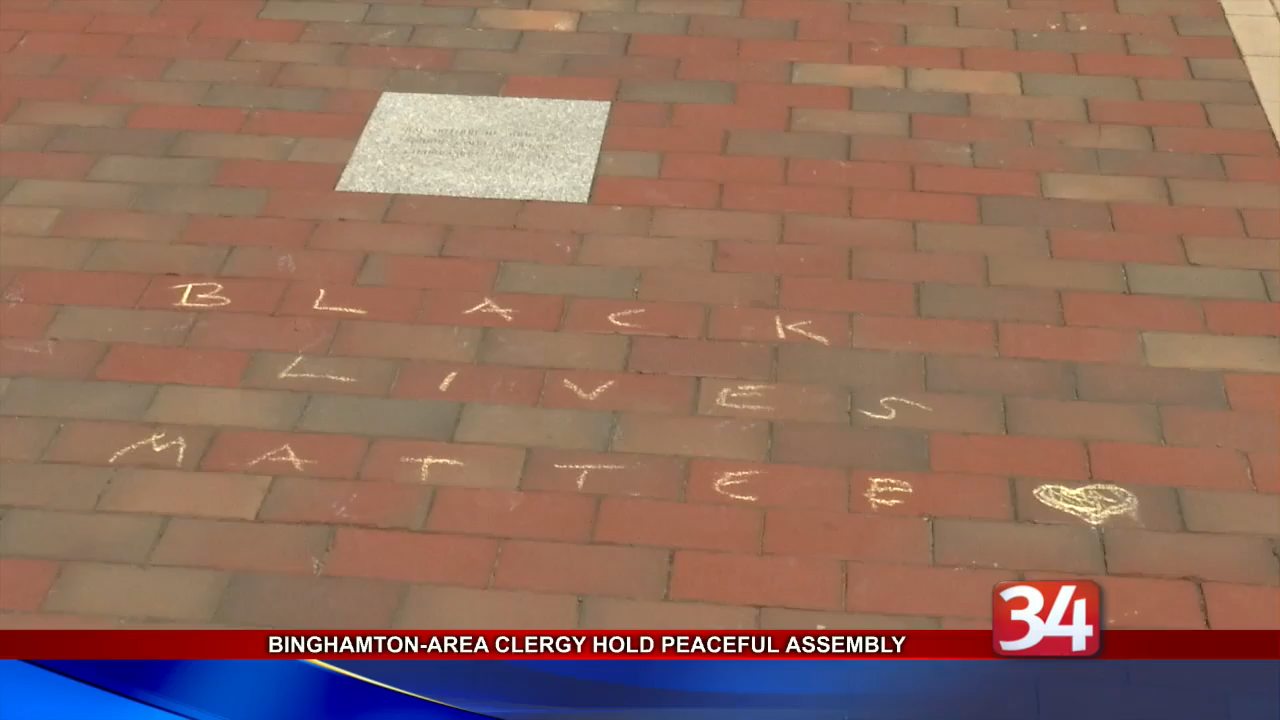 BLACK
LIVES
MATTER
34
BINGHAMTON-AREA CLERGY HOLD PEACEFUL ASSEMBLY